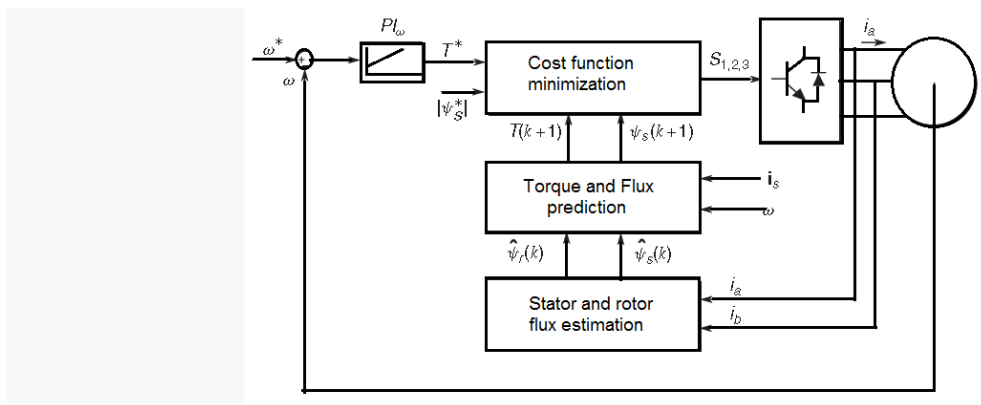 PIω
ω*
T*
ω
Cost function
minimization
S1,2,3
ia
|ψs*|
T(k+1)
ψs(k+1)
Torque and Flux
prediction
is
ω
ψ̂r(k)
ψ̂s(k)
Stator and rotor
flux estimation
ia
ib